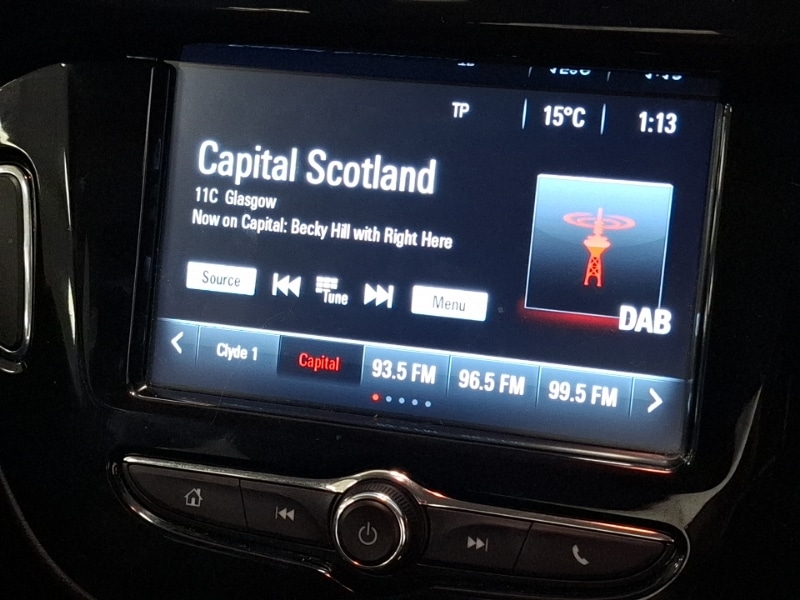 TP 15°C 1:13
Capital Scotland
11C Glasgow
Now on Capital: Becky Hill with Right Here
Source Tune Menu
DAB
Clyde 1 Capital 93.5 FM 96.5 FM 99.5 FM